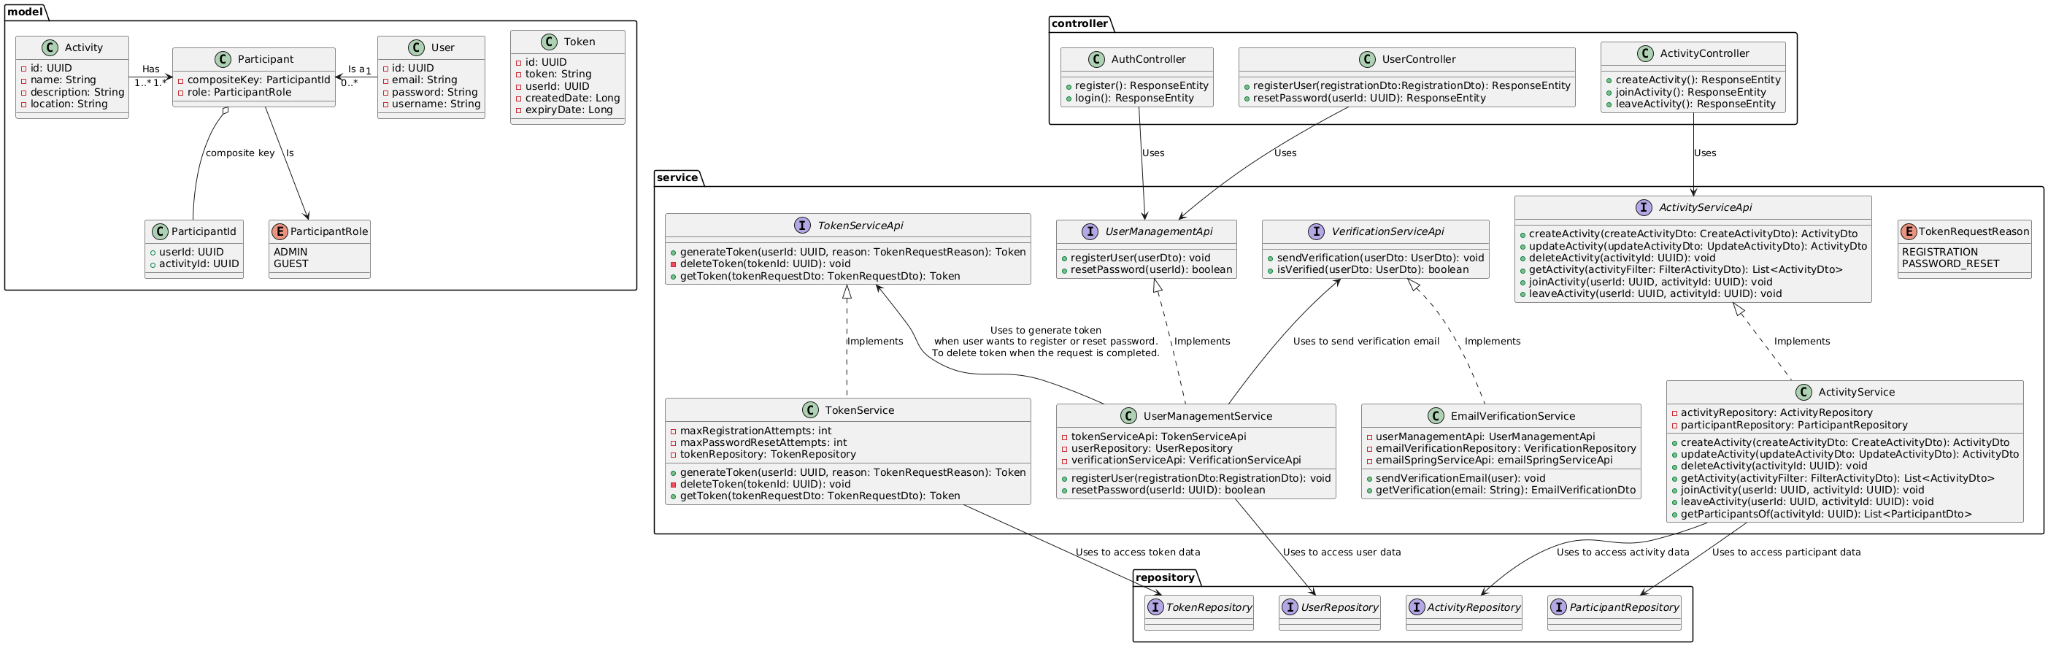 model
C Activity
id: UUID
name: String
description: String
location: String
Has
1..* 1..*
C Participant
compositeKey: ParticipantId
role: ParticipantRole
Is a 1
0..*
C User
id: UUID
email: String
password: String
username: String
C Token
id: UUID
token: String
userId: UUID
createdDate: Long
expiryDate: Long
composite key
Is
C ParticipantId
userId: UUID
activityId: UUID
E ParticipantRole
ADMIN
GUEST
controller
C AuthController
register(): ResponseEntity
login(): ResponseEntity
C UserController
registerUser(registrationDto:RegistrationDto): ResponseEntity
resetPassword(userId: UUID): ResponseEntity
C ActivityController
createActivity(): ResponseEntity
joinActivity(): ResponseEntity
leaveActivity(): ResponseEntity
Uses
Uses
Uses
service
I TokenServiceApi
generateToken(userId: UUID, reason: TokenRequestReason): Token
deleteToken(tokenId: UUID): void
getToken(tokenRequestDto: TokenRequestDto): Token
I UserManagementApi
registerUser(userDto): void
resetPassword(userId): boolean
I VerificationServiceApi
sendVerification(userDto: UserDto): void
isVerified(userDto: UserDto): boolean
I ActivityServiceApi
createActivity(createActivityDto: CreateActivityDto): ActivityDto
updateActivity(updateActivityDto: UpdateActivityDto): ActivityDto
deleteActivity(activityId: UUID): void
getActivity(activityFilter: FilterActivityDto): List<ActivityDto>
joinActivity(userId: UUID, activityId: UUID): void
leaveActivity(userId: UUID, activityId: UUID): void
E TokenRequestReason
REGISTRATION
PASSWORD_RESET
Implements
Uses to generate token
when user wants to register or reset password.
To delete token when the request is completed.
Implements
Uses to send verification email
Implements
Implements
C TokenService
maxRegistrationAttempts: int
maxPasswordResetAttempts: int
tokenRepository: TokenRepository
generateToken(userId: UUID, reason: TokenRequestReason): Token
deleteToken(tokenId: UUID): void
getToken(tokenRequestDto: TokenRequestDto): Token
C UserManagementService
tokenServiceApi: TokenServiceApi
userRepository: UserRepository
verificationServiceApi: VerificationServiceApi
registerUser(registrationDto:RegistrationDto): void
resetPassword(userId: UUID): boolean
C EmailVerificationService
userManagementApi: UserManagementApi
emailVerificationRepository: VerificationRepository
emailSpringServiceApi: emailSpringServiceApi
sendVerificationEmail(user): void
getVerification(email: String): EmailVerificationDto
C ActivityService
activityRepository: ActivityRepository
participantRepository: ParticipantRepository
createActivity(createActivityDto: CreateActivityDto): ActivityDto
updateActivity(updateActivityDto: UpdateActivityDto): ActivityDto
deleteActivity(activityId: UUID): void
getActivity(activityFilter: FilterActivityDto): List<ActivityDto>
joinActivity(userId: UUID, activityId: UUID): void
leaveActivity(userId: UUID, activityId: UUID): void
getParticipantsOf(activityId: UUID): List<ParticipantDto>
Uses to access token data
Uses to access user data
Uses to access activity data
Uses to access participant data
repository
I TokenRepository
I UserRepository
I ActivityRepository
I ParticipantRepository